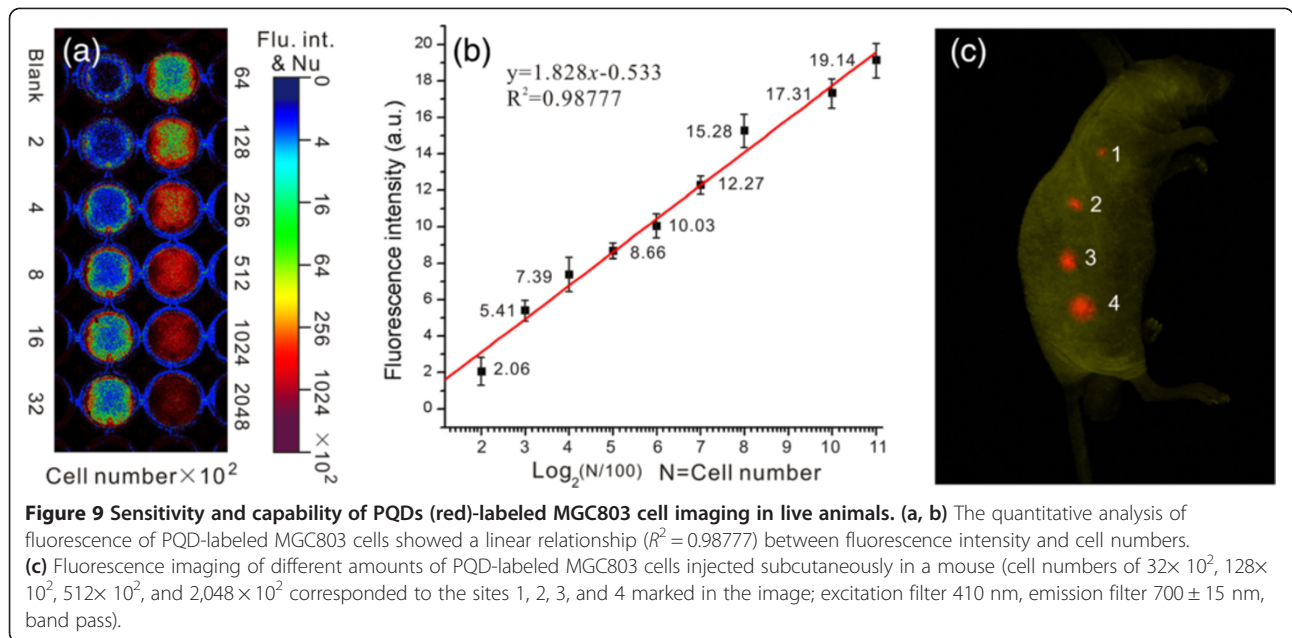 (a)
Flu. int.
& Nu
Blank
2
4
8
16
32
64
128
256
512
1024
2048
0
4
16
64
256
1024
×10²
Cell number×10²
(b)
y=1.828x-0.533
R²=0.98777
Fluorescence intensity (a.u.)
20
18
16
14
12
10
8
6
4
2
0
2.06
5.41
7.39
8.66
10.03
12.27
15.28
17.31
19.14
2 3 4 5 6 7 8 9 10 11
Log₂(N/100) N=Cell number
(c)
1
2
3
4
Figure 9 Sensitivity and capability of PQDs (red)-labeled MGC803 cell imaging in live animals. (a, b) The quantitative analysis of
fluorescence of PQD-labeled MGC803 cells showed a linear relationship (R² = 0.98777) between fluorescence intensity and cell numbers.
(c) Fluorescence imaging of different amounts of PQD-labeled MGC803 cells injected subcutaneously in a mouse (cell numbers of 32× 10², 128×
10², 512× 10², and 2,048 × 10² corresponded to the sites 1, 2, 3, and 4 marked in the image; excitation filter 410 nm, emission filter 700 ± 15 nm,
band pass).